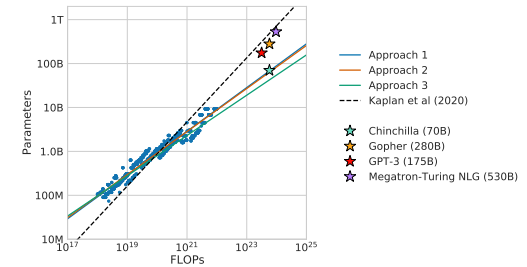 1T
100B
10B
1.0B
100M
10M
Parameters
10^17
10^19
10^21
10^23
10^25
FLOPs
Approach 1
Approach 2
Approach 3
Kaplan et al (2020)
Chinchilla (70B)
Gopher (280B)
GPT-3 (175B)
Megatron-Turing NLG (530B)